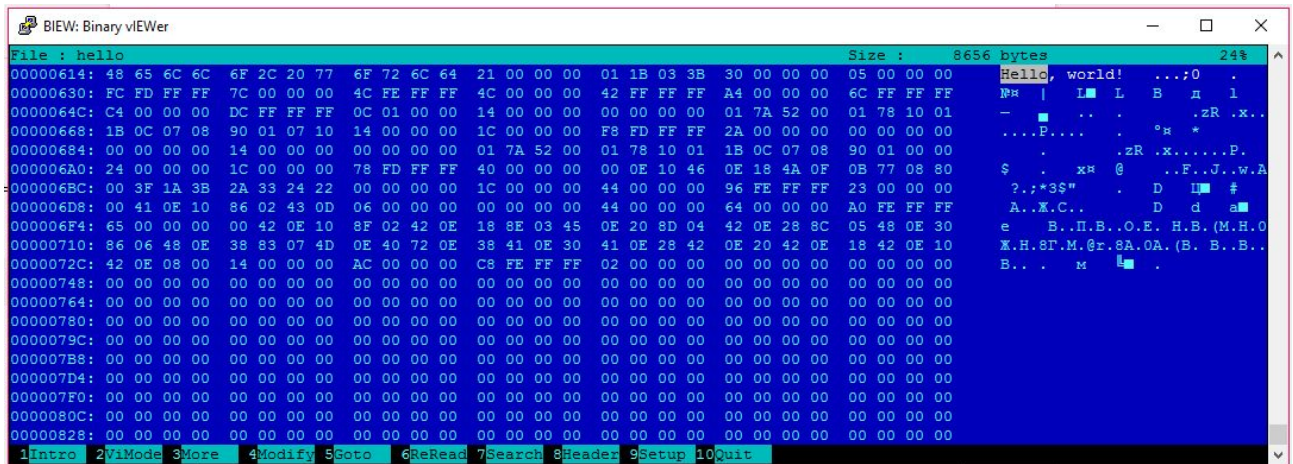 BIEW: Binary vIEWer
File : hello Size : 8656 bytes 24%
00000614: 48 65 6C 6C 6F 2C 20 77 6F 72 6C 64 21 00 00 00 01 1B 03 3B 30 00 00 00 05 00 00 00 Hello, world! ...;0 .
00000630: FC FD FF FF 7C 00 00 00 4C FE FF FF 4C 00 00 00 42 FF FF FF A4 00 00 00 6C FF FF FF №¤ | L■ L B д l
0000064C: C4 00 00 00 DC FF FF FF 0C 01 00 00 14 00 00 00 00 00 00 00 01 7A 52 00 01 78 10 01 ─ ▄ .. . .zR .x..
00000668: 1B 0C 07 08 90 01 07 10 14 00 00 00 1C 00 00 00 F8 FD FF FF 2A 00 00 00 00 00 00 00 ....Р.... . °¤ *
00000684: 00 00 00 00 14 00 00 00 00 00 00 00 01 7A 52 00 01 78 10 01 1B 0C 07 08 90 01 00 00 . .zR .x......Р.
000006A0: 24 00 00 00 1C 00 00 00 78 FD FF FF 40 00 00 00 00 0E 10 46 0E 18 4A 0F 0B 77 08 80 $ . x¤ @ ..F..J..w.А
000006BC: 00 3F 1A 3B 2A 33 24 22 00 00 00 00 1C 00 00 00 44 00 00 00 96 FE FF FF 23 00 00 00 ?.;*3$" . D Ц■ #
000006D8: 00 41 0E 10 86 02 43 0D 06 00 00 00 00 00 00 00 44 00 00 00 64 00 00 00 A0 FE FF FF A..Ж.C.. D d а■
000006F4: 65 00 00 00 00 42 0E 10 8F 02 42 0E 18 8E 03 45 0E 20 8D 04 42 0E 28 8C 05 48 0E 30 e B..П.B..О.E. Н.B.(М.H.0
00000710: 86 06 48 0E 38 83 07 4D 0E 40 72 0E 38 41 0E 30 41 0E 28 42 0E 20 42 0E 18 42 0E 10 Ж.H.8Г.M.@r.8A.0A.(B. B..B..
0000072C: 42 0E 08 00 14 00 00 00 AC 00 00 00 C8 FE FF FF 02 00 00 00 00 00 00 00 00 00 00 00 B.. . м ╚■ .
00000748: 00 00 00 00 00 00 00 00 00 00 00 00 00 00 00 00 00 00 00 00 00 00 00 00 00 00 00 00
00000764: 00 00 00 00 00 00 00 00 00 00 00 00 00 00 00 00 00 00 00 00 00 00 00 00 00 00 00 00
00000780: 00 00 00 00 00 00 00 00 00 00 00 00 00 00 00 00 00 00 00 00 00 00 00 00 00 00 00 00
0000079C: 00 00 00 00 00 00 00 00 00 00 00 00 00 00 00 00 00 00 00 00 00 00 00 00 00 00 00 00
000007B8: 00 00 00 00 00 00 00 00 00 00 00 00 00 00 00 00 00 00 00 00 00 00 00 00 00 00 00 00
000007D4: 00 00 00 00 00 00 00 00 00 00 00 00 00 00 00 00 00 00 00 00 00 00 00 00 00 00 00 00
000007F0: 00 00 00 00 00 00 00 00 00 00 00 00 00 00 00 00 00 00 00 00 00 00 00 00 00 00 00 00
0000080C: 00 00 00 00 00 00 00 00 00 00 00 00 00 00 00 00 00 00 00 00 00 00 00 00 00 00 00 00
00000828: 00 00 00 00 00 00 00 00 00 00 00 00 00 00 00 00 00 00 00 00 00 00 00 00 00 00 00 00
1Intro 2ViMode 3More 4Modify 5Goto 6ReRead 7Search 8Header 9Setup 10Quit